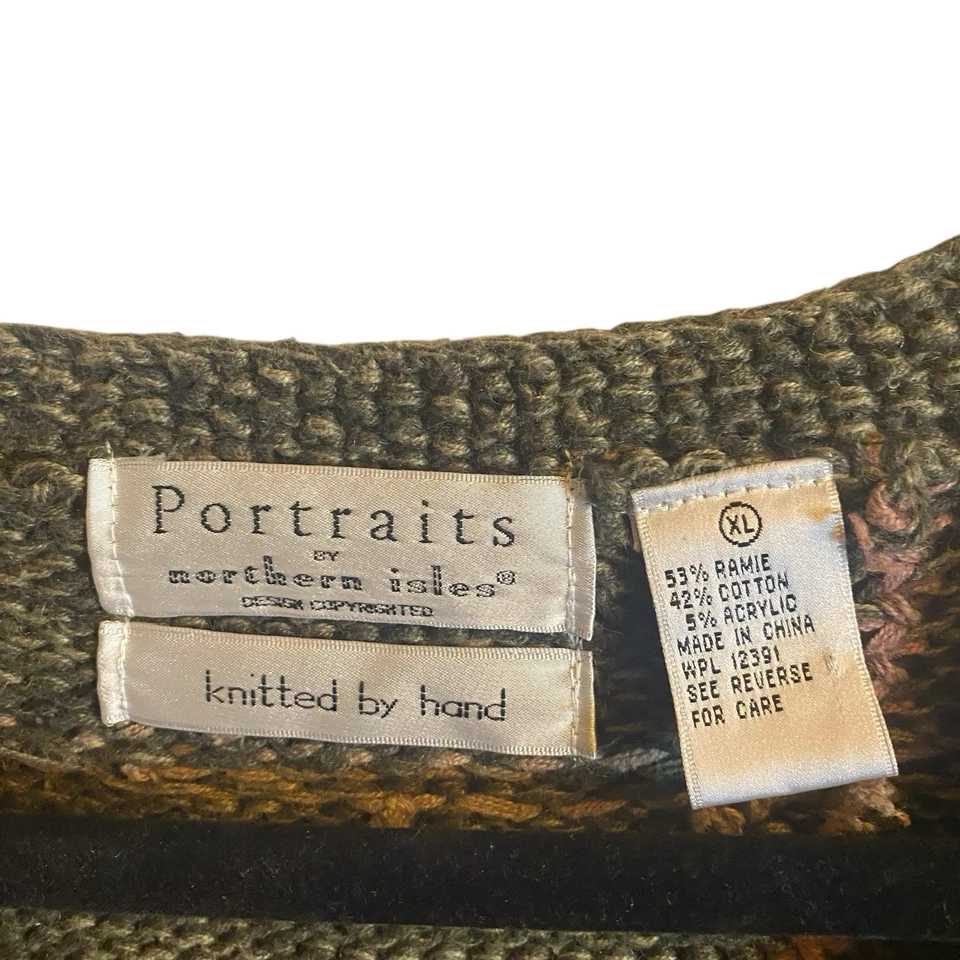 Portraits
BY
northern isles®
DESIGN COPYRIGHTED
knitted by hand
XL
53% RAMIE
42% COTTON
5% ACRYLIC
MADE IN CHINA
WPL 12391
SEE REVERSE
FOR CARE